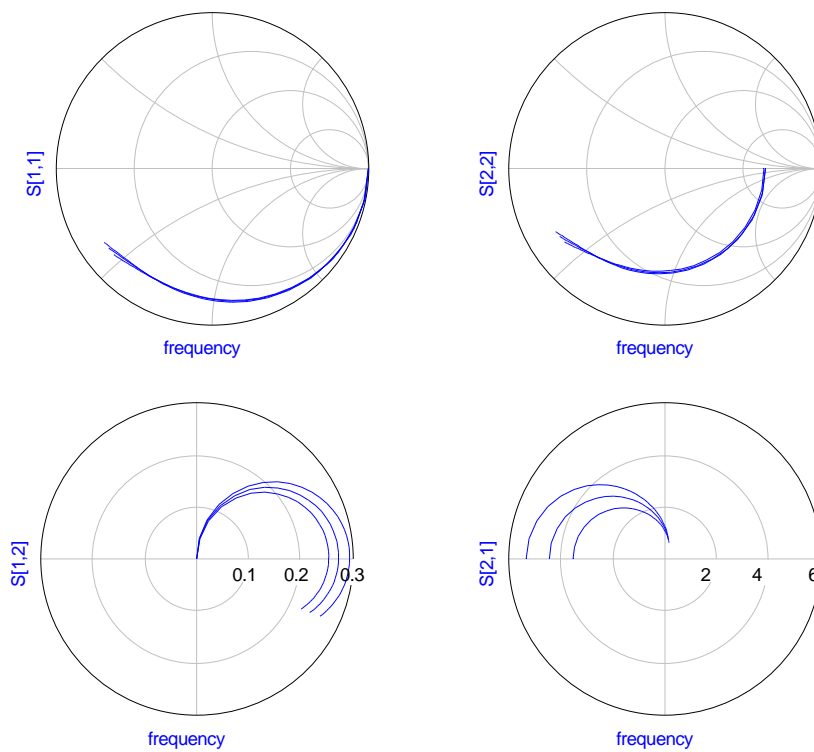 S[1,1]
frequency
S[2,2]
frequency
S[1,2]
0.1 0.2 0.3
frequency
S[2,1]
2 4 6
frequency